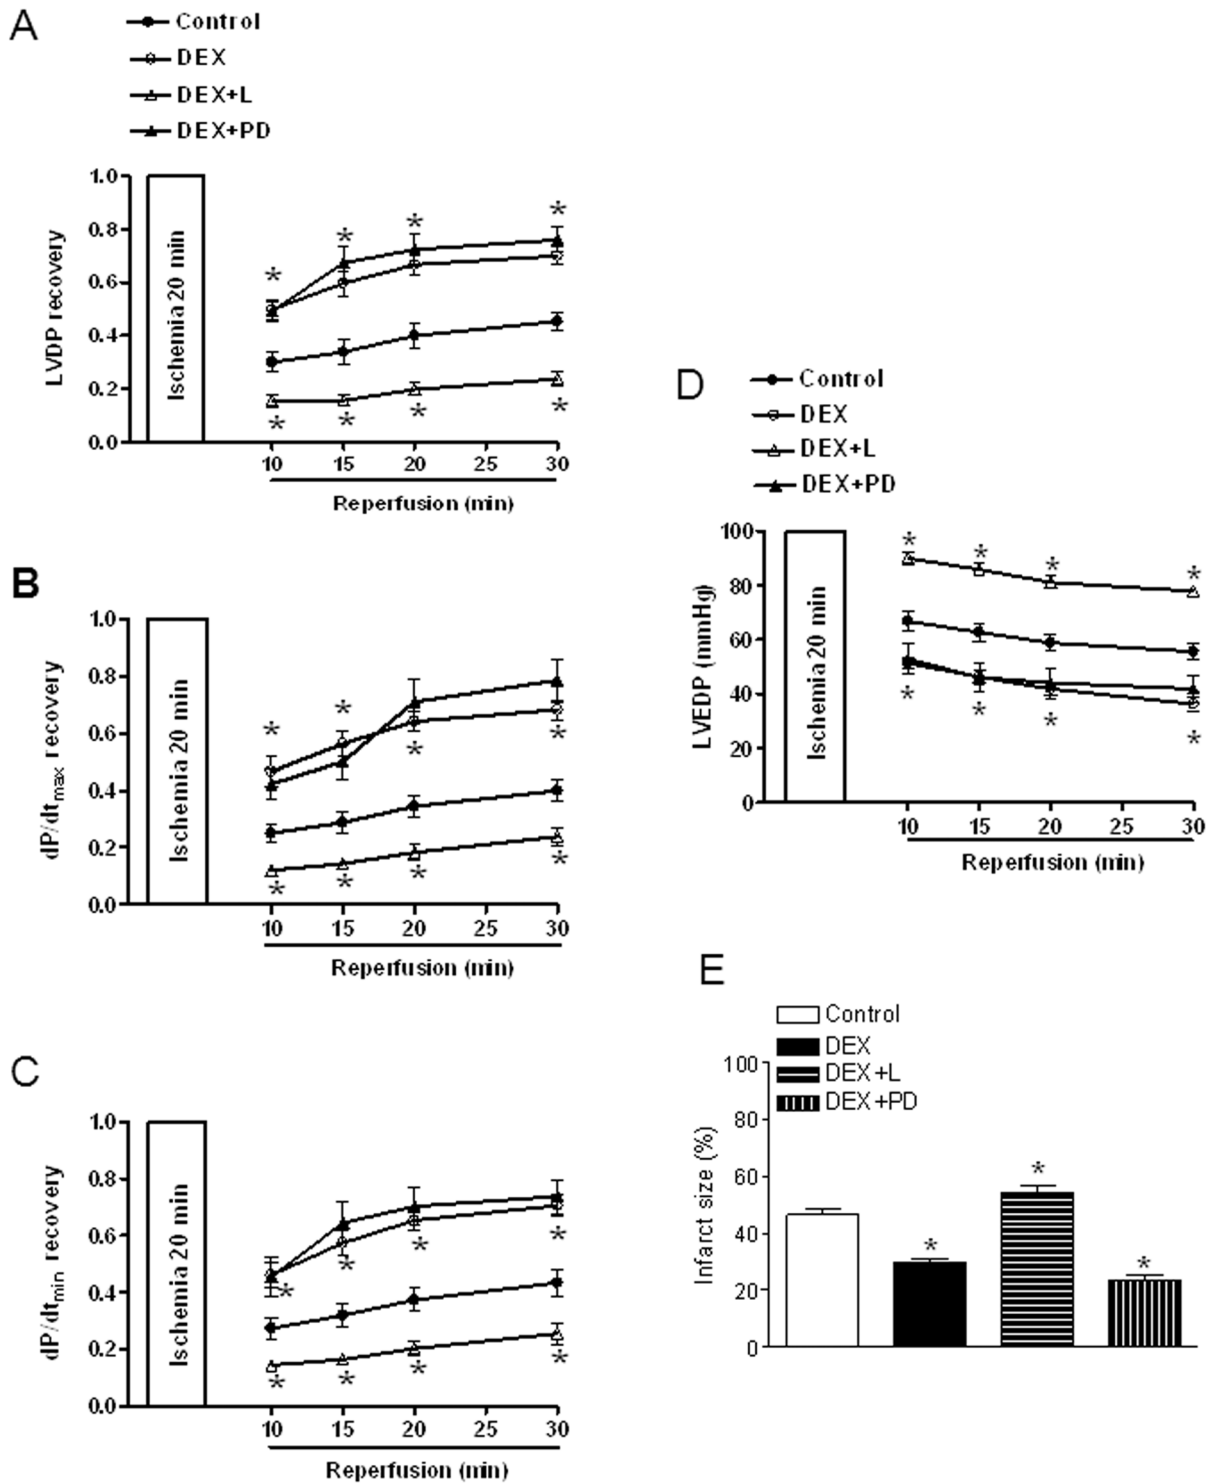 A
Control
DEX
DEX+L
DEX+PD
1.0
0.8
0.6
0.4
0.2
0.0
LVDP recovery
Ischemia 20 min
* * * *
* * * *
10 15 20 25 30
Reperfusion (min)
B
1.0
0.8
0.6
0.4
0.2
0.0
dP/dtmax recovery
Ischemia 20 min
* * * *
* * * *
10 15 20 25 30
Reperfusion (min)
C
1.0
0.8
0.6
0.4
0.2
0.0
dP/dtmin recovery
Ischemia 20 min
* * * *
* * * *
10 15 20 25 30
Reperfusion (min)
D
Control
DEX
DEX+L
DEX+PD
100
80
60
40
20
0
LVEDP (mmHg)
Ischemia 20 min
* * * *
* * * *
10 15 20 25 30
Reperfusion (min)
E
Control
DEX
DEX+L
DEX+PD
100
80
60
40
20
0
Infarct size (%)
* * *